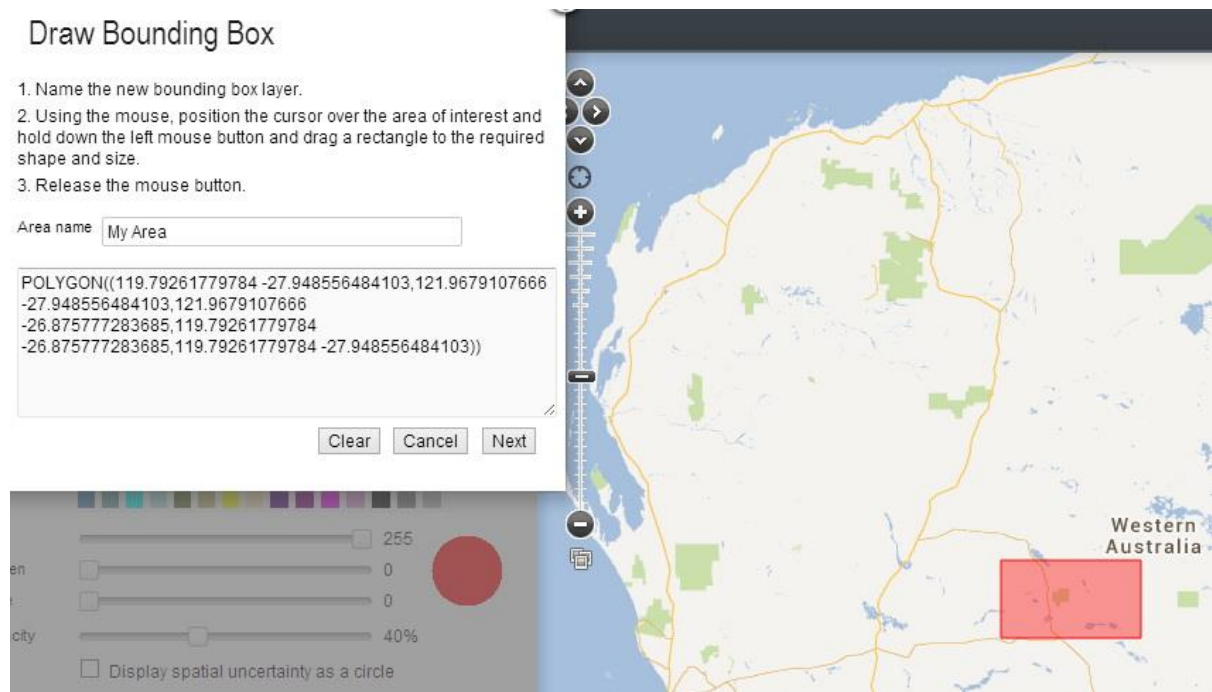 Draw Bounding Box
1. Name the new bounding box layer.
2. Using the mouse, position the cursor over the area of interest and
hold down the left mouse button and drag a rectangle to the required
shape and size.
3. Release the mouse button.
Area name My Area
POLYGON((119.79261779784 -27.948556484103,121.9679107666
-27.948556484103,121.9679107666
-26.875777283685,119.79261779784
-26.875777283685,119.79261779784 -27.948556484103))
Clear Cancel Next
255
en 0
0
city 40%
Display spatial uncertainty as a circle
Western
Australia